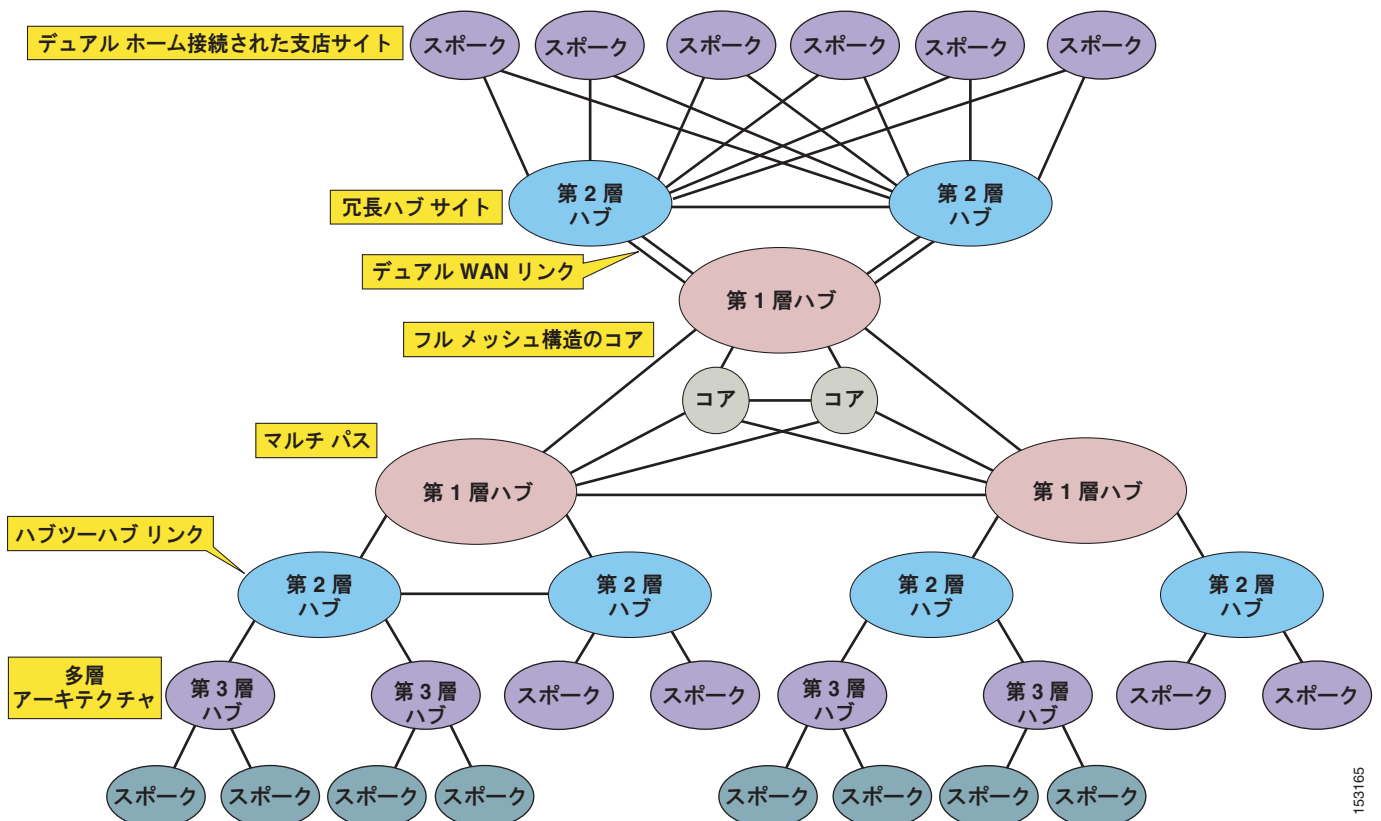 デュアル ホーム接続された支店サイト
スポーク
スポーク
スポーク
スポーク
スポーク
スポーク
冗長ハブ サイト
第 2 層
ハブ
第 2 層
ハブ
デュアル WAN リンク
第 1 層ハブ
フル メッシュ構造のコア
コア
コア
マルチ パス
第 1 層ハブ
第 1 層ハブ
ハブツーハブ リンク
第 2 層
ハブ
第 2 層
ハブ
第 2 層
ハブ
第 2 層
ハブ
多層
アーキテクチャ
第 3 層
ハブ
第 3 層
ハブ
スポーク
スポーク
第 3 層
ハブ
第 3 層
ハブ
スポーク
スポーク
スポーク
スポーク
スポーク
スポーク
スポーク
スポーク
スポーク
スポーク
153165